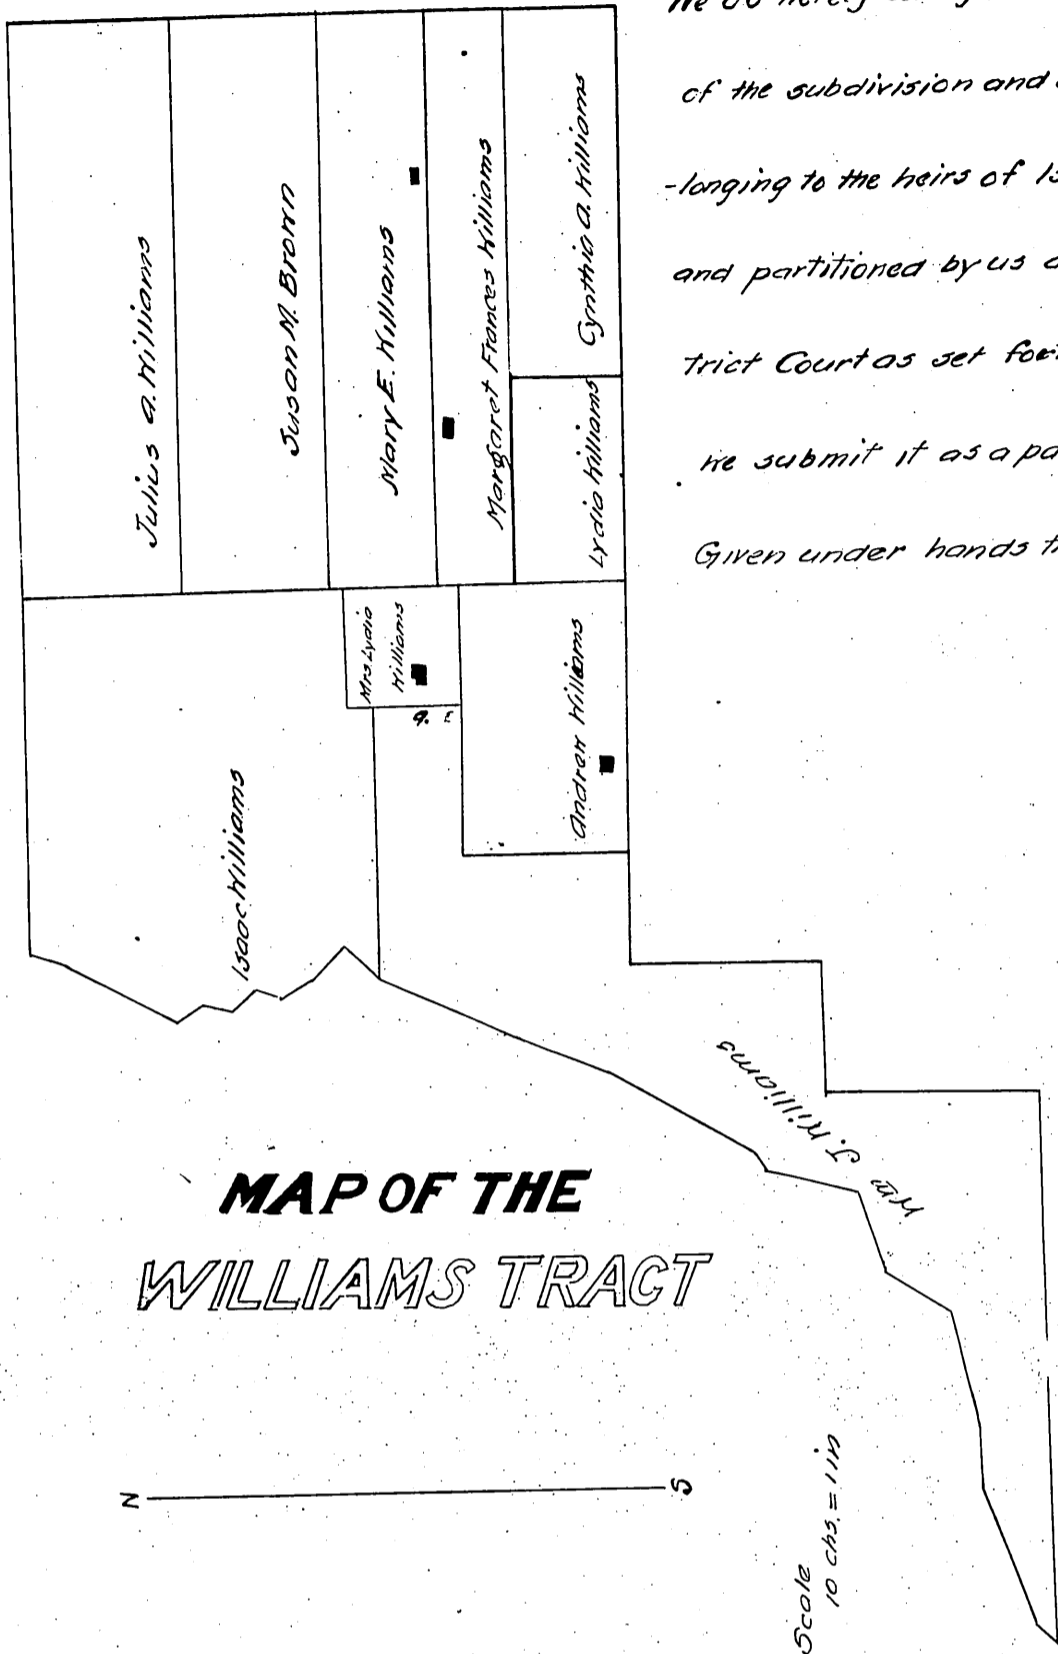 We do
of the subdivision and
-longing to the heirs of
and partitioned by us
trict Court as set
We submit it as a
Given under hands
Julius A. Williams
Susan M. Brown
Mary E. Williams
Margaret Frances Williams
Cynthia A. Williams
Lydia Williams
Mrs Lydia
Williams
Andrew Williams
Isaac Williams
Wm J. Williams
MAP OF THE
WILLIAMS TRACT
N S
Scale
10 chs. = 1 in